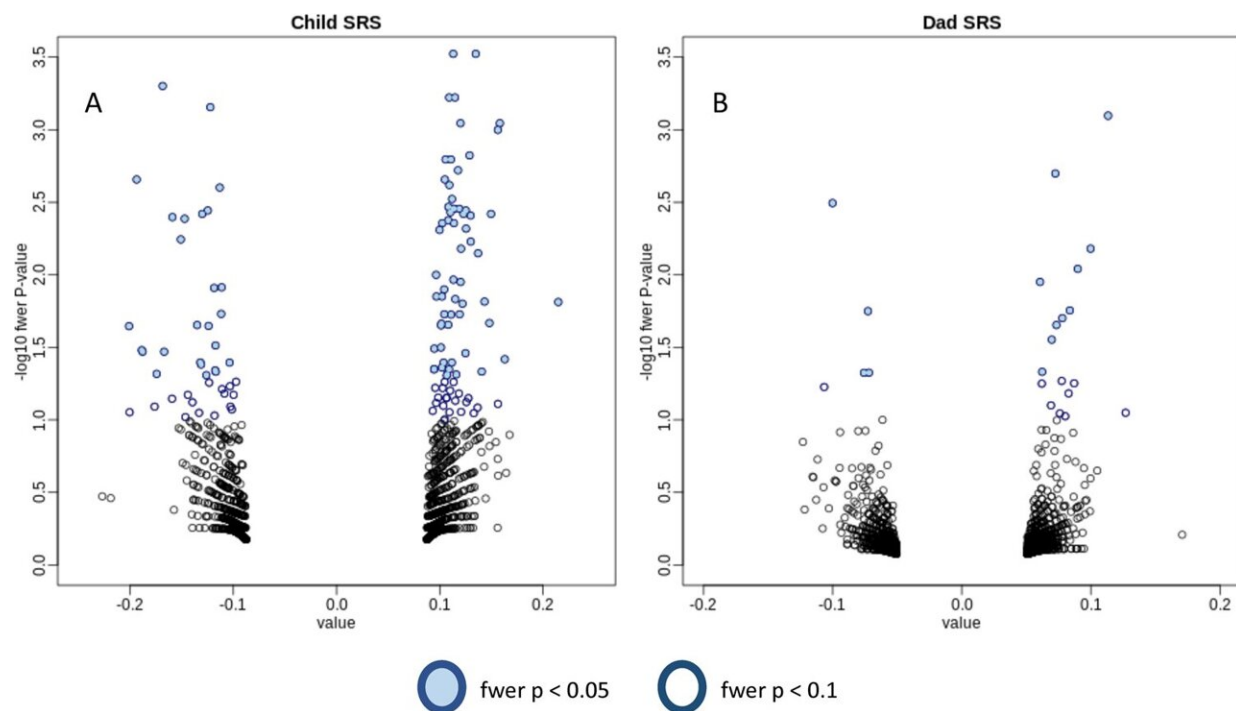 Child SRS
A
3.5
3.0
2.5
2.0
1.5
1.0
0.5
0.0
-log10 fwer P-value
-0.2 -0.1 0.0 0.1 0.2
value
Dad SRS
B
3.5
3.0
2.5
2.0
1.5
1.0
0.5
0.0
-log10 fwer P-value
-0.2 -0.1 0.0 0.1 0.2
value
fwer p < 0.05
fwer p < 0.1